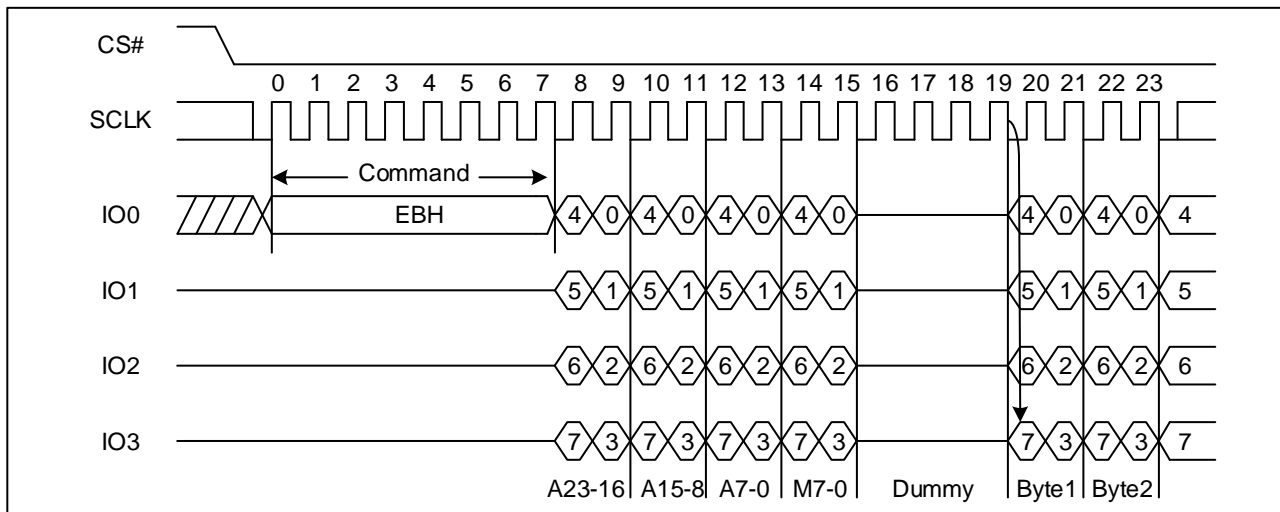 CS#
0 1 2 3 4 5 6 7 8 9 10 11 12 13 14 15 16 17 18 19 20 21 22 23
SCLK
Command
IO0 EBH 4 0 4 0 4 0 4 0 4 0 4 0 4
IO1 5 1 5 1 5 1 5 1 5 1 5 1 5
IO2 6 2 6 2 6 2 6 2 6 2 6 2 6
IO3 7 3 7 3 7 3 7 3 7 3 7 3 7
A23-16 A15-8 A7-0 M7-0 Dummy Byte1 Byte2